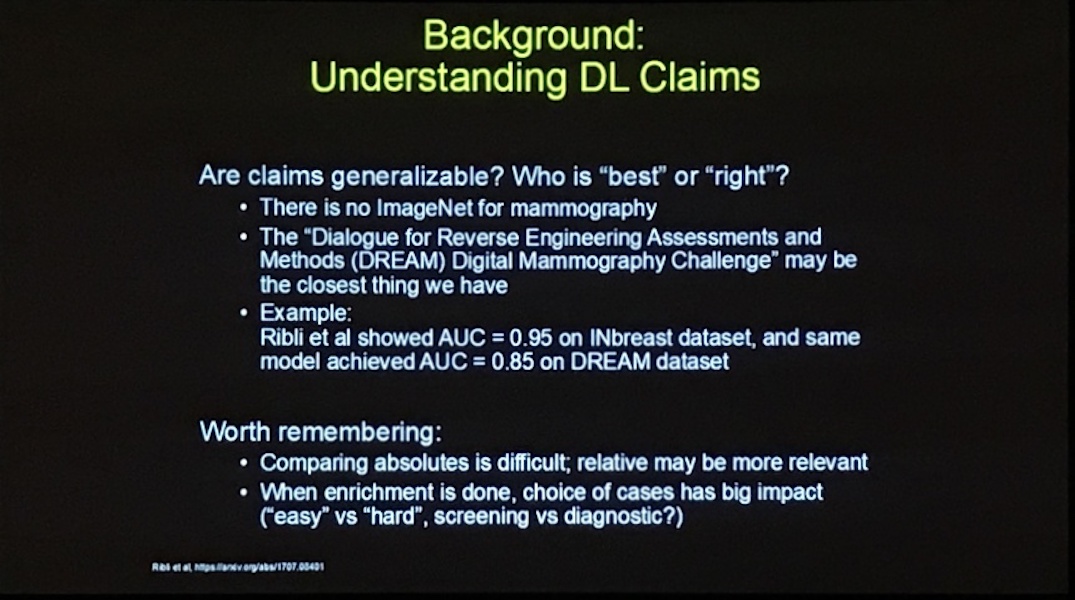 Background:
Understanding DL Claims
Are claims generalizable? Who is “best” or “right”?
• There is no ImageNet for mammography
• The “Dialogue for Reverse Engineering Assessments and
Methods (DREAM) Digital Mammography Challenge” may be
the closest thing we have
• Example:
Ribli et al showed AUC = 0.95 on INbreast dataset, and same
model achieved AUC = 0.85 on DREAM dataset
Worth remembering:
• Comparing absolutes is difficult; relative may be more relevant
• When enrichment is done, choice of cases has big impact
(“easy” vs “hard”, screening vs diagnostic?)
Ribli et al, https://arxiv.org/abs/1707.08401